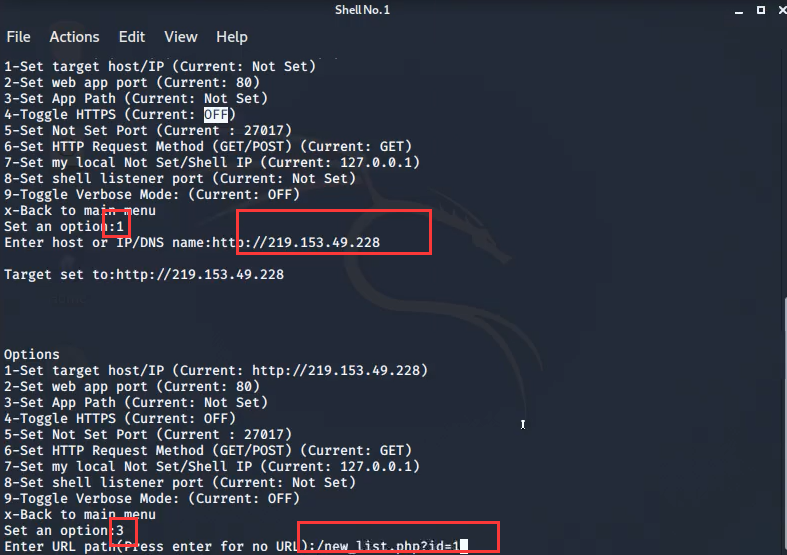 Shell No.1
File Actions Edit View Help
1-Set target host/IP (Current: Not Set)
2-Set web app port (Current: 80)
3-Set App Path (Current: Not Set)
4-Toggle HTTPS (Current: OFF)
5-Set Not Set Port (Current : 27017)
6-Set HTTP Request Method (GET/POST) (Current: GET)
7-Set my local Not Set/Shell IP (Current: 127.0.0.1)
8-Set shell listener port (Current: Not Set)
9-Toggle Verbose Mode: (Current: OFF)
x-Back to main menu
Set an option:1
Enter host or IP/DNS name:http://219.153.49.228
Target set to:http://219.153.49.228
Options
1-Set target host/IP (Current: http://219.153.49.228)
2-Set web app port (Current: 80)
3-Set App Path (Current: Not Set)
4-Toggle HTTPS (Current: OFF)
5-Set Not Set Port (Current : 27017)
6-Set HTTP Request Method (GET/POST) (Current: GET)
7-Set my local Not Set/Shell IP (Current: 127.0.0.1)
8-Set shell listener port (Current: Not Set)
9-Toggle Verbose Mode: (Current: OFF)
x-Back to main menu
Set an option:3
Enter URL path(Press enter for no URL):/new_list.php?id=1